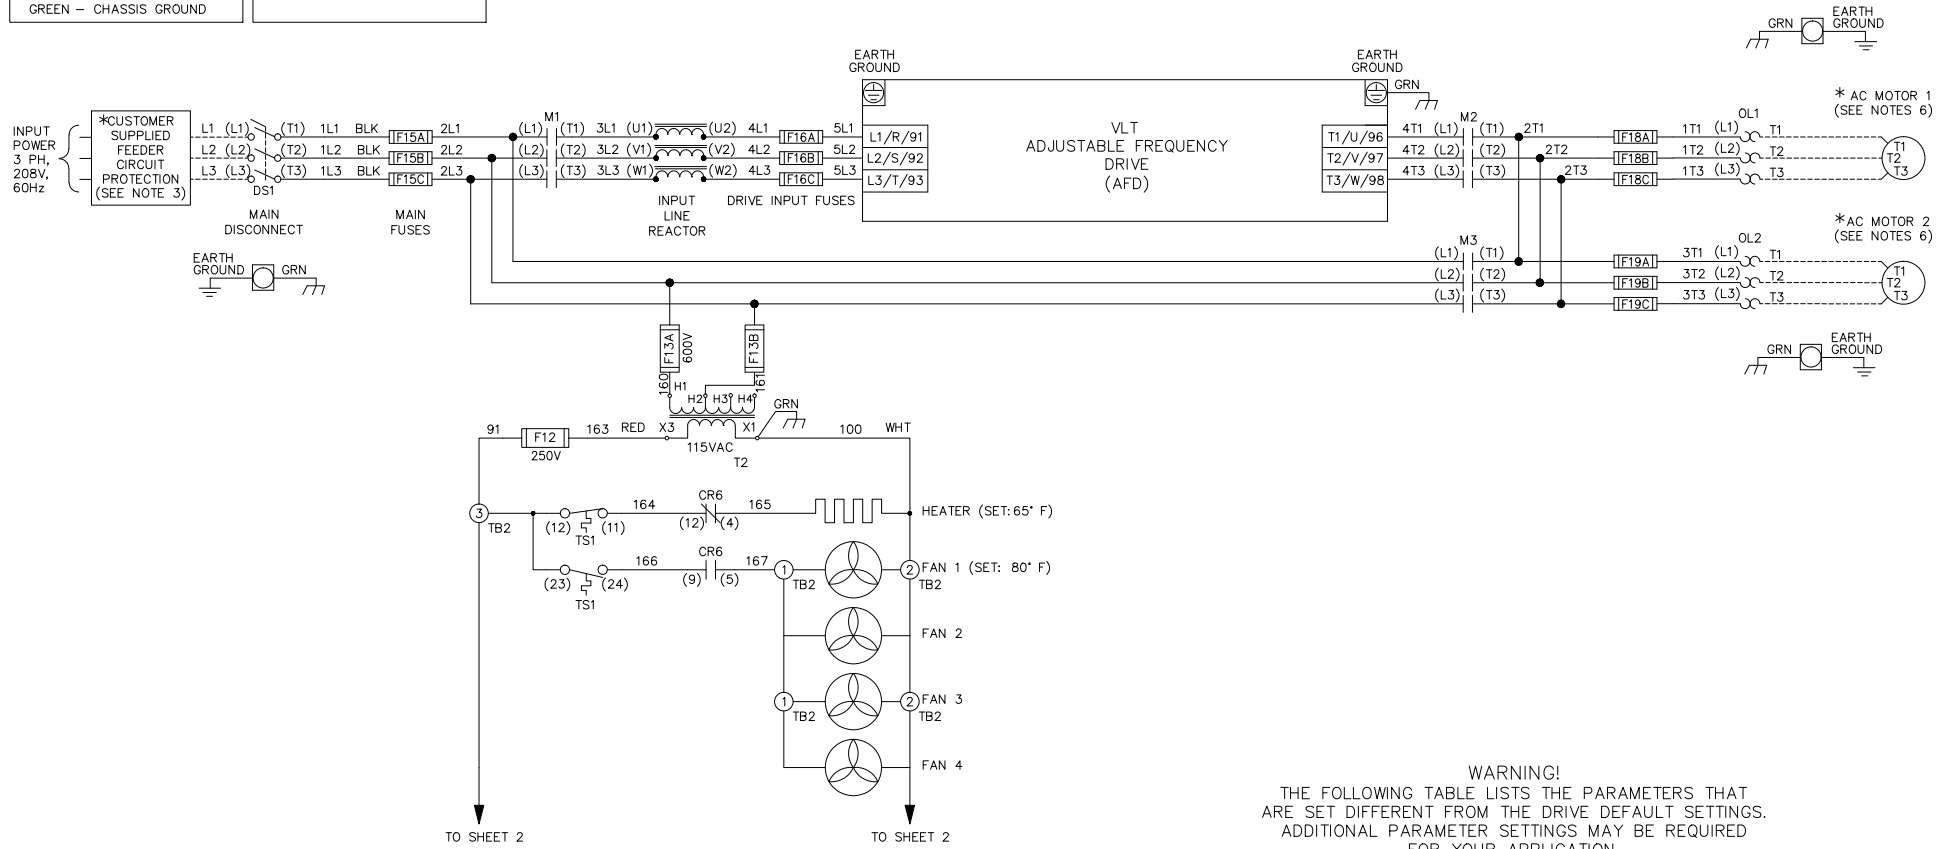 GREEN – CHASSIS GROUND
EARTH
GRN GROUND
EARTH
GROUND
EARTH
GROUND
GRN
INPUT
POWER
3 PH,
208V,
60Hz
*CUSTOMER
SUPPLIED
FEEDER
CIRCUIT
PROTECTION
(SEE NOTE 3)
L1 (L1) (T1) 1L1 BLK F15A 2L1
L2 (L2) (T2) 1L2 BLK F15B 2L2
L3 (L3) (T3) 1L3 BLK F15C 2L3
DS1
MAIN
DISCONNECT
MAIN
FUSES
M1
(L1) (T1) 3L1 (U1) (U2) 4L1 F16A 5L1 L1/R/91
(L2) (T2) 3L2 (V1) (V2) 4L2 F16B 5L2 L2/S/92
(L3) (T3) 3L3 (W1) (W2) 4L3 F16C 5L3 L3/T/93
INPUT
LINE
REACTOR
DRIVE INPUT FUSES
VLT
ADJUSTABLE FREQUENCY
DRIVE
(AFD)
M2
T1/U/96 4T1 (L1) (T1) 2T1 F18A 1T1 (L1) T1
T2/V/97 4T2 (L2) (T2) 2T2 F18B 1T2 (L2) T2
T3/W/98 4T3 (L3) (T3) 2T3 F18C 1T3 (L3) T3
OL1
* AC MOTOR 1
(SEE NOTES 6)
T1
T2
T3
M3
(L1) (T1) F19A 3T1 (L1) T1
(L2) (T2) F19B 3T2 (L2) T2
(L3) (T3) F19C 3T3 (L3) T3
OL2
*AC MOTOR 2
(SEE NOTES 6)
T1
T2
T3
EARTH
GROUND GRN
EARTH
GRN GROUND
F13A
600V
F13B
160
161
H1
H2 H3 H4
GRN
91 F12 163 RED X3 X1 100 WHT
250V
115VAC
T2
3
TB2
164 CR6 165
(12) (11) (12) (4)
TS1
HEATER (SET:65° F)
166 CR6 167
(23) (24) (9) (5)
TS1
1
TB2
2
TB2
FAN 1 (SET: 80° F)
FAN 2
1
TB2
2
TB2
FAN 3
FAN 4
TO SHEET 2
TO SHEET 2
WARNING!
THE FOLLOWING TABLE LISTS THE PARAMETERS THAT
ARE SET DIFFERENT FROM THE DRIVE DEFAULT SETTINGS.
ADDITIONAL PARAMETER SETTINGS MAY BE REQUIRED
FOR YOUR APPLICATION